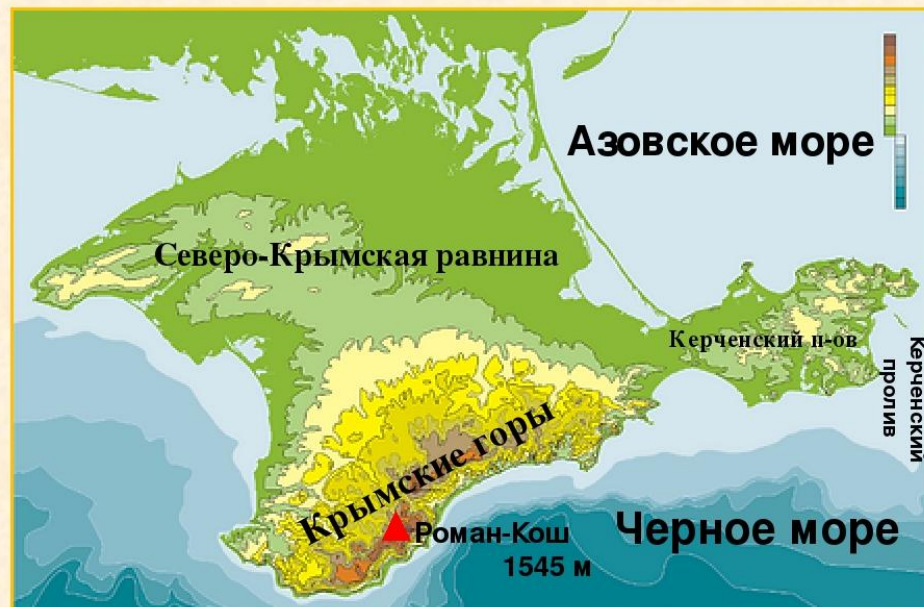 Азовское море
Северо-Крымская равнина
Керченский п-ов
Керченский
пролив
Крымские горы
Роман-Кош
1545 м
Черное море